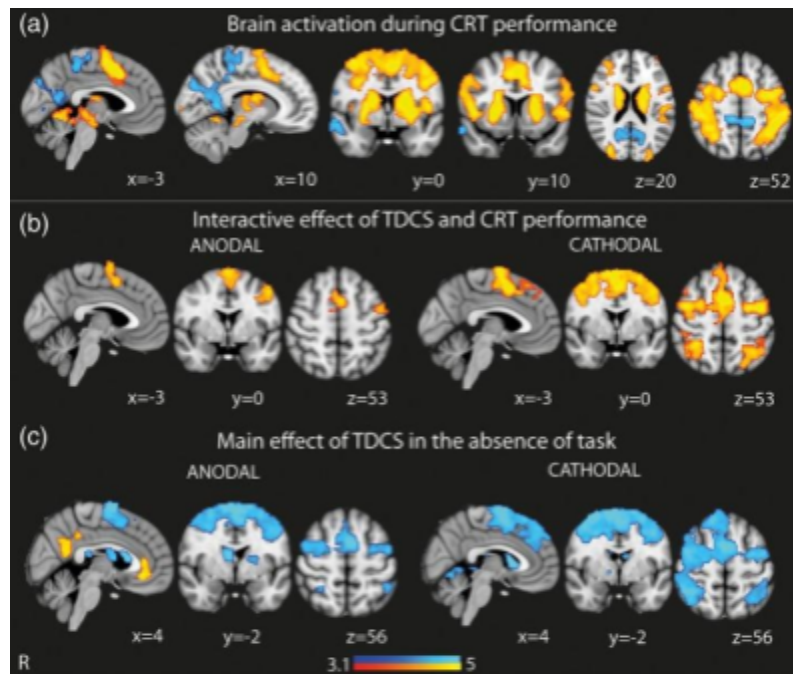 (a) Brain activation during CRT performance
x=-3 x=10 y=0 y=10 z=20 z=52
(b) Interactive effect of TDCS and CRT performance
ANODAL CATHODAL
x=-3 y=0 z=53 x=-3 y=0 z=53
(c) Main effect of TDCS in the absence of task
ANODAL CATHODAL
x=4 y=-2 z=56 x=4 y=-2 z=56
R 3.1 5